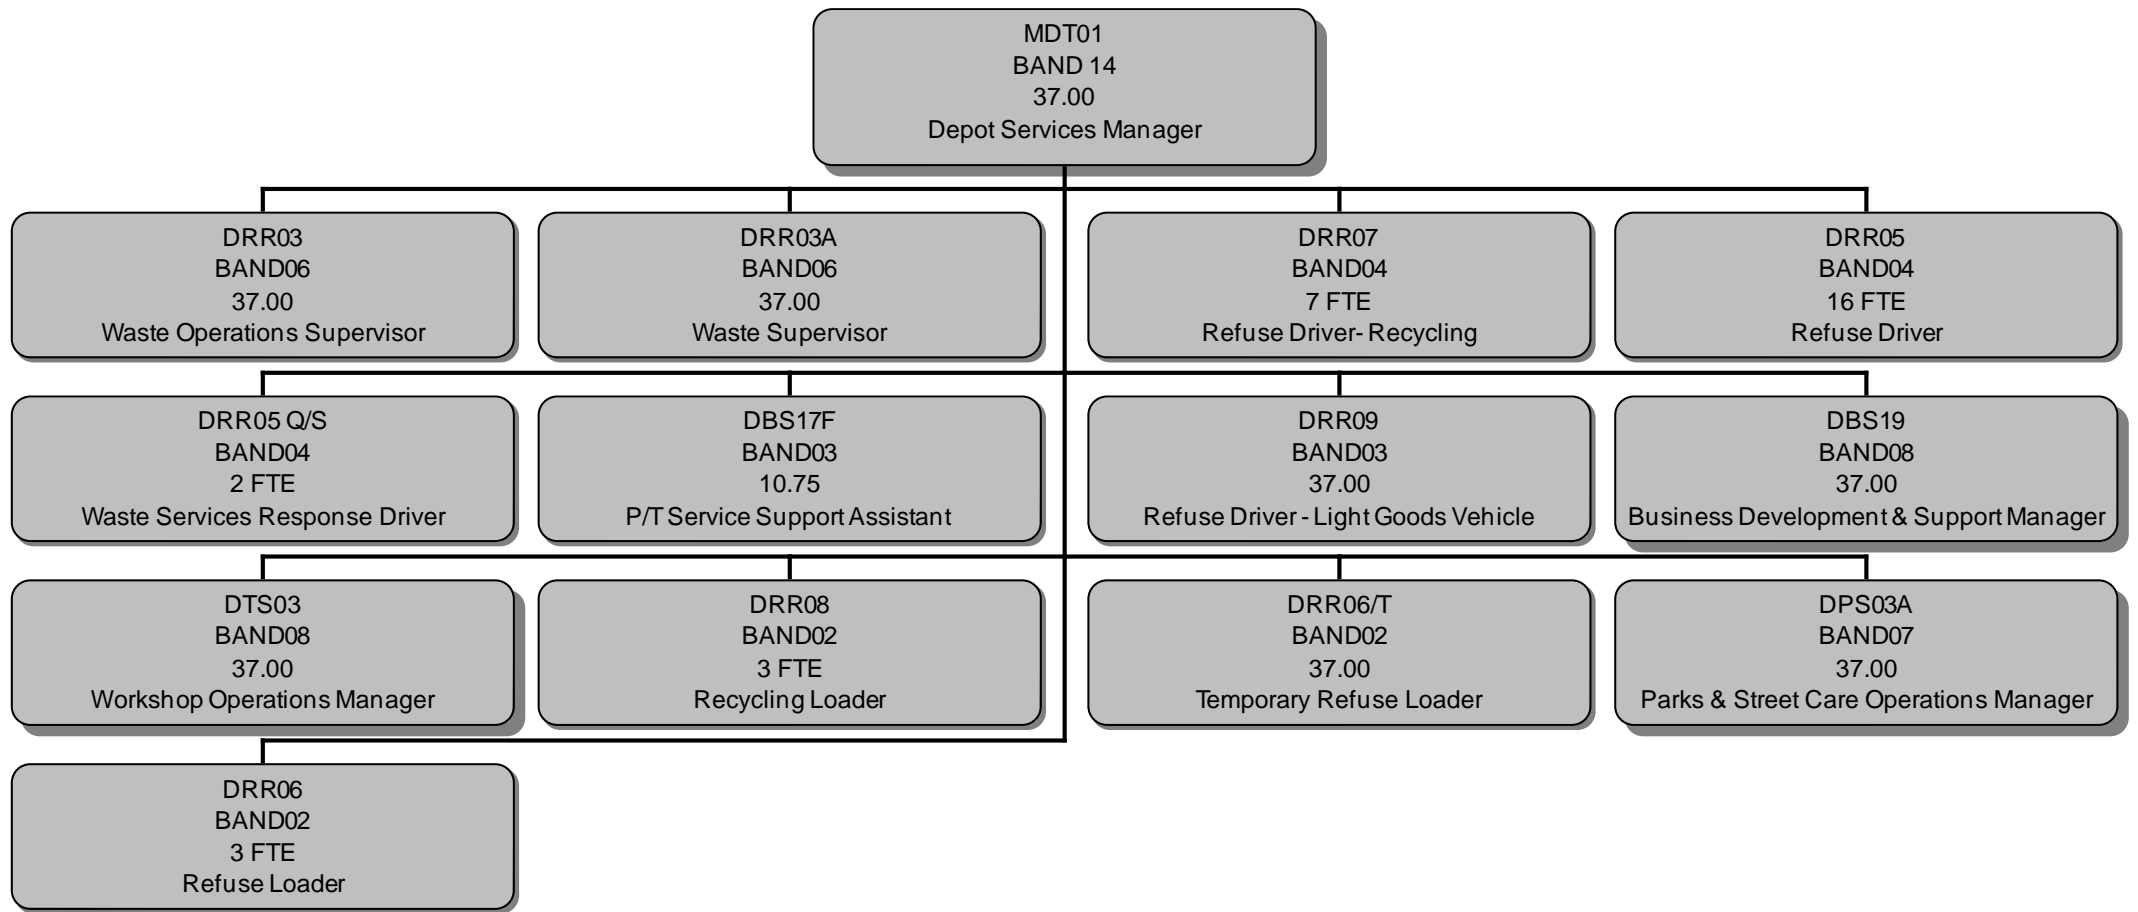 MDT01
BAND 14
37.00
Depot Services Manager
DRR03
BAND06
37.00
Waste Operations Supervisor
DRR03A
BAND06
37.00
Waste Supervisor
DRR07
BAND04
7 FTE
Refuse Driver- Recycling
DRR05
BAND04
16 FTE
Refuse Driver
DRR05 Q/S
BAND04
2 FTE
Waste Services Response Driver
DBS17F
BAND03
10.75
P/T Service Support Assistant
DRR09
BAND03
37.00
Refuse Driver - Light Goods Vehicle
DBS19
BAND08
37.00
Business Development & Support Manager
DTS03
BAND08
37.00
Workshop Operations Manager
DRR08
BAND02
3 FTE
Recycling Loader
DRR06/T
BAND02
37.00
Temporary Refuse Loader
DPS03A
BAND07
37.00
Parks & Street Care Operations Manager
DRR06
BAND02
3 FTE
Refuse Loader